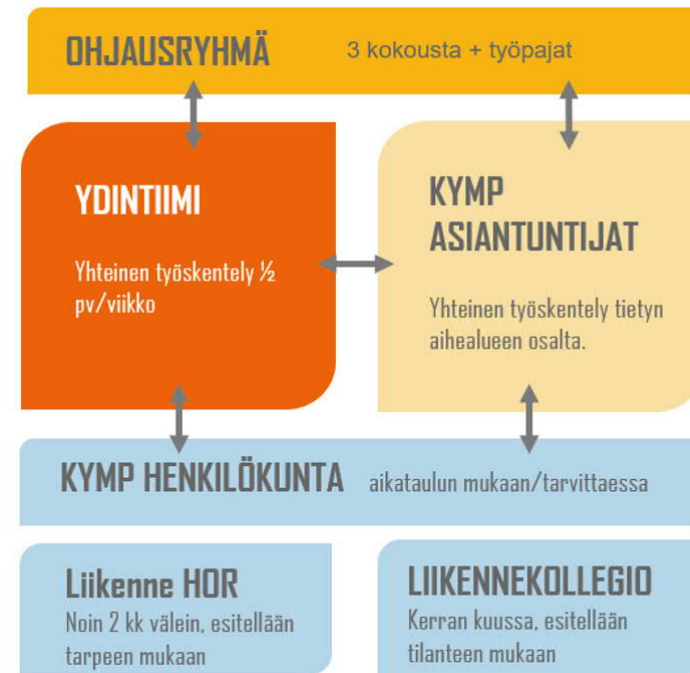 OHJAUSRYHMÄ 3 kokousta + työpajat
YDINTIIMI
Yhteinen työskentely ½
pv/viikko
KYMP
ASIANTUNTIJAT
Yhteinen työskentely tietyn
aihealueen osalta.
KYMP HENKILÖKUNTA aikataulun mukaan/tarvittaessa
Liikenne HOR
Noin 2 kk välein, esitellään
tarpeen mukaan
LIIKENNEKOLLEGIO
Kerran kuussa, esitellään
tilanteen mukaan